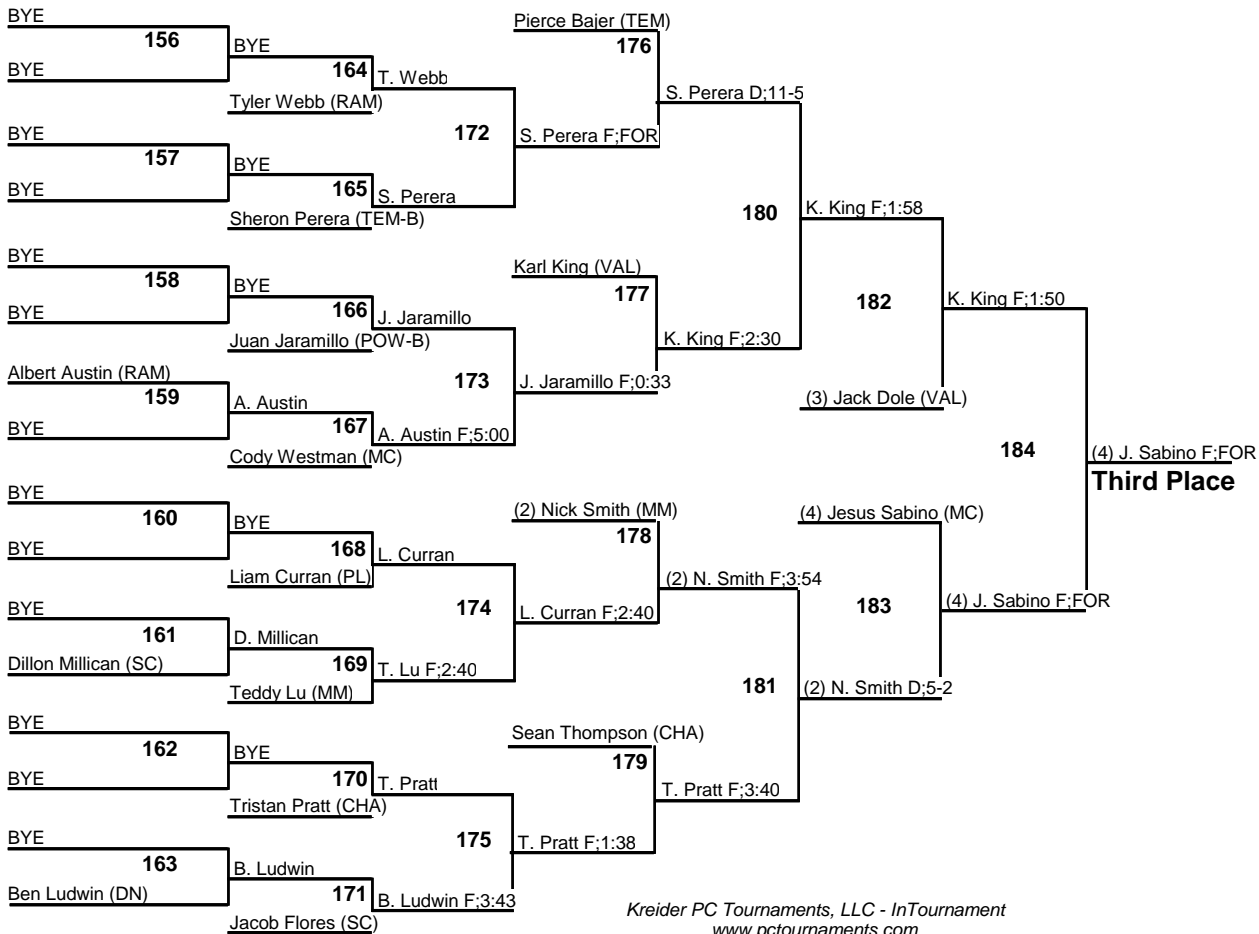 BYE
156
BYE
BYE
164
T. Webb
Tyler Webb (RAM)
BYE
157
BYE
BYE
165
S. Perera
Sheron Perera (TEM-B)
172
S. Perera F;FOR
Pierce Bajer (TEM)
176
S. Perera D;11-5
BYE
158
BYE
BYE
166
J. Jaramillo
Juan Jaramillo (POW-B)
Albert Austin (RAM)
159
A. Austin
BYE
167
A. Austin F;5:00
Cody Westman (MC)
173
J. Jaramillo F;0:33
Karl King (VAL)
177
K. King F;2:30
180
K. King F;1:58
182
K. King F;1:50
(3) Jack Dole (VAL)
184
(4) J. Sabino F;FOR
Third Place
BYE
160
BYE
BYE
168
L. Curran
Liam Curran (PL)
BYE
161
D. Millican
Dillon Millican (SC)
169
T. Lu F;2:40
Teddy Lu (MM)
174
L. Curran F;2:40
(2) Nick Smith (MM)
178
(2) N. Smith F;3:54
BYE
162
BYE
BYE
170
T. Pratt
Tristan Pratt (CHA)
BYE
163
B. Ludwin
Ben Ludwin (DN)
171
B. Ludwin F;3:43
Jacob Flores (SC)
175
T. Pratt F;1:38
Sean Thompson (CHA)
179
T. Pratt F;3:40
181
(2) N. Smith D;5-2
(4) Jesus Sabino (MC)
183
(4) J. Sabino F;FOR
Kreider PC Tournaments, LLC - InTournament
www.pctournaments.com